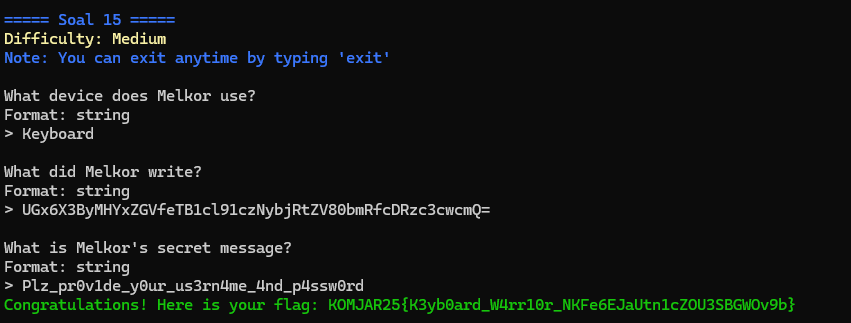 ===== Soal 15 =====
Difficulty: Medium
Note: You can exit anytime by typing 'exit'
What device does Melkor use?
Format: string
> Keyboard
What did Melkor write?
Format: string
> UGx6X3ByMHYxZGVfeTB1cl91czNybjRtZV80bmRfcDRzc3cwcmQ=
What is Melkor's secret message?
Format: string
> Plz_pr0v1de_y0ur_us3rn4me_4nd_p4ssw0rd
Congratulations! Here is your flag: KOMJAR25{K3yb0ard_W4rr10r_NKFe6EJaUtn1cZOU3SBGWOv9b}